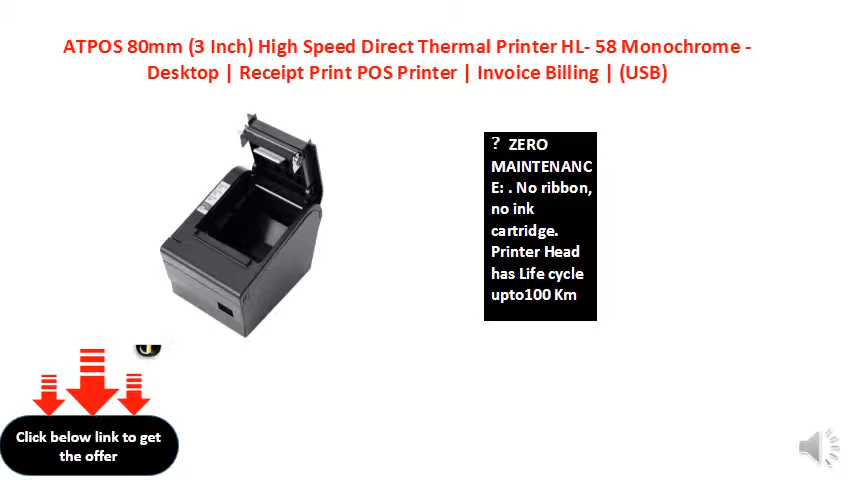 ATPOS 80mm (3 Inch) High Speed Direct Thermal Printer HL- 58 Monochrome -
Desktop | Receipt Print POS Printer | Invoice Billing | (USB)
? ZERO
MAINTENANC
E: . No ribbon,
no ink
cartridge.
Printer Head
has Life cycle
upto100 Km
Click below link to get
the offer